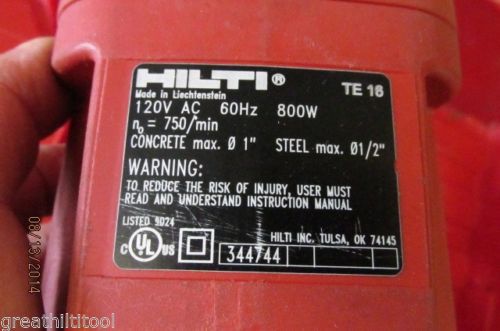 HILTI® TE 16
Made in Liechtenstein
120V AC 60Hz 800W
n₀ = 750/min
CONCRETE max. Ø 1" STEEL max. Ø1/2"
WARNING:
TO REDUCE THE RISK OF INJURY, USER MUST
READ AND UNDERSTAND INSTRUCTION MANUAL
LISTED 9D24
HILTI INC. TULSA, OK 74145
C UL US 344744
08/13/2014
@greathiltitool